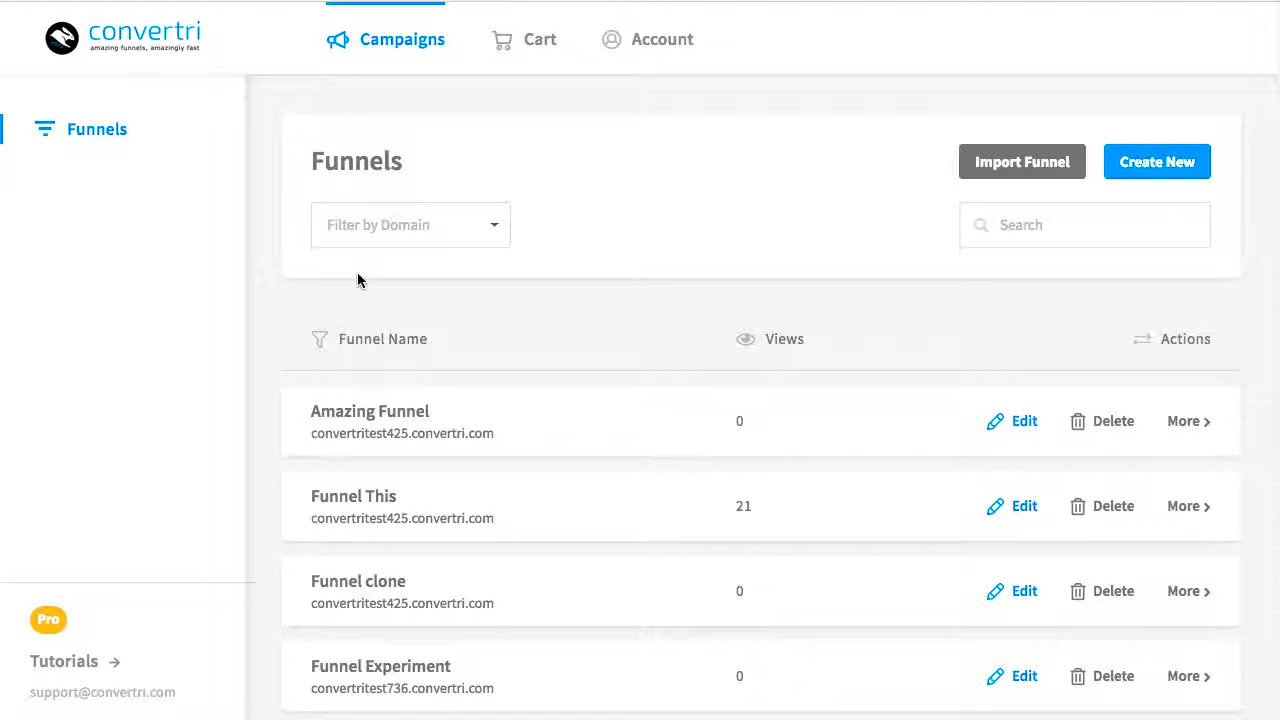 convertri
amazing funnels, amazingly fast
Campaigns
Cart
Account
Funnels
Funnels
Import Funnel
Create New
Filter by Domain
Search
Funnel Name
Views
Actions
Amazing Funnel
convertritest425.convertri.com
0
Edit
Delete
More
Funnel This
convertritest425.convertri.com
21
Edit
Delete
More
Funnel clone
convertritest425.convertri.com
0
Edit
Delete
More
Funnel Experiment
convertritest736.convertri.com
0
Edit
Delete
More
Pro
Tutorials
support@convertri.com